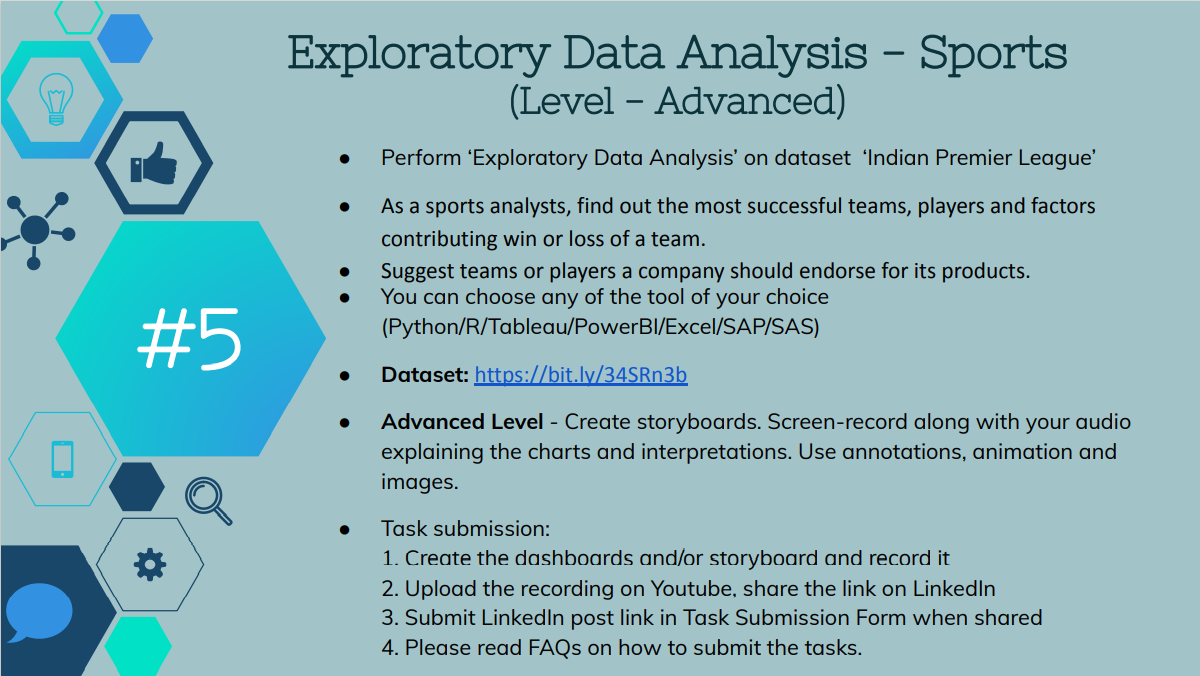 Exploratory Data Analysis – Sports
(Level – Advanced)
#5
● Perform ‘Exploratory Data Analysis’ on dataset ‘Indian Premier League’
● As a sports analysts, find out the most successful teams, players and factors
contributing win or loss of a team.
● Suggest teams or players a company should endorse for its products.
● You can choose any of the tool of your choice
(Python/R/Tableau/PowerBI/Excel/SAP/SAS)
● Dataset: https://bit.ly/34SRn3b
● Advanced Level - Create storyboards. Screen-record along with your audio
explaining the charts and interpretations. Use annotations, animation and
images.
● Task submission:
1. Create the dashboards and/or storyboard and record it
2. Upload the recording on Youtube, share the link on LinkedIn
3. Submit LinkedIn post link in Task Submission Form when shared
4. Please read FAQs on how to submit the tasks.